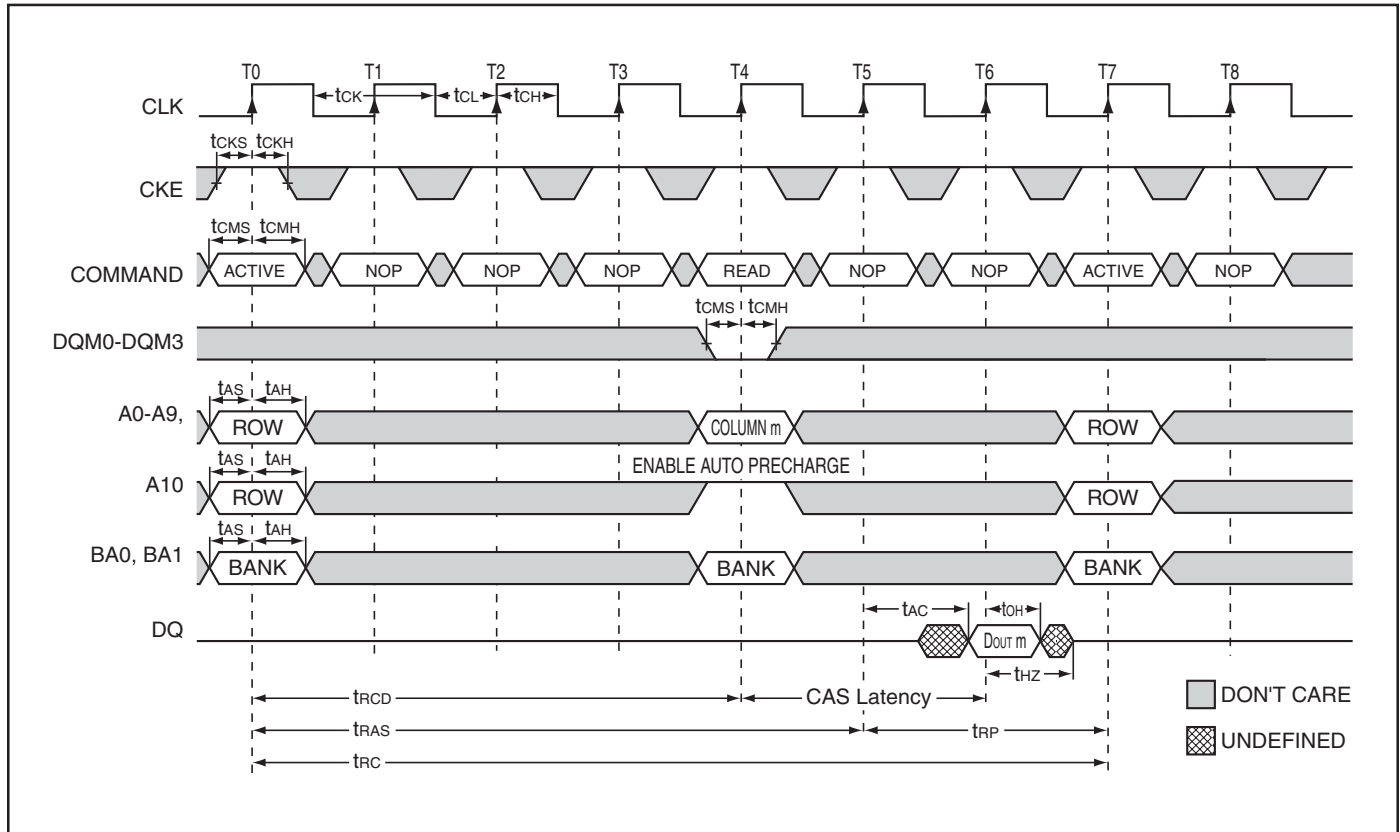 T0 T1 T2 T3 T4 T5 T6 T7 T8
CLK
tCK tCL tCH
tCKS tCKH
CKE
tCMS tCMH
COMMAND ACTIVE NOP NOP NOP READ NOP NOP ACTIVE NOP
tCMS tCMH
DQM0-DQM3
tAS tAH
A0-A9, ROW COLUMN m ROW
tAS tAH ENABLE AUTO PRECHARGE
A10 ROW ROW
tAS tAH
BA0, BA1 BANK BANK BANK
tAC tOH
DQ DOUT m
tHZ
tRCD CAS Latency
DON'T CARE
tRAS tRP
UNDEFINED
tRC